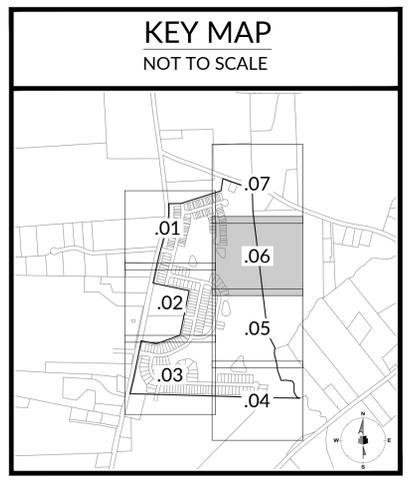 KEY MAP
NOT TO SCALE
.07
.01
.06
.02
.05
.03
.04
N
W E
S